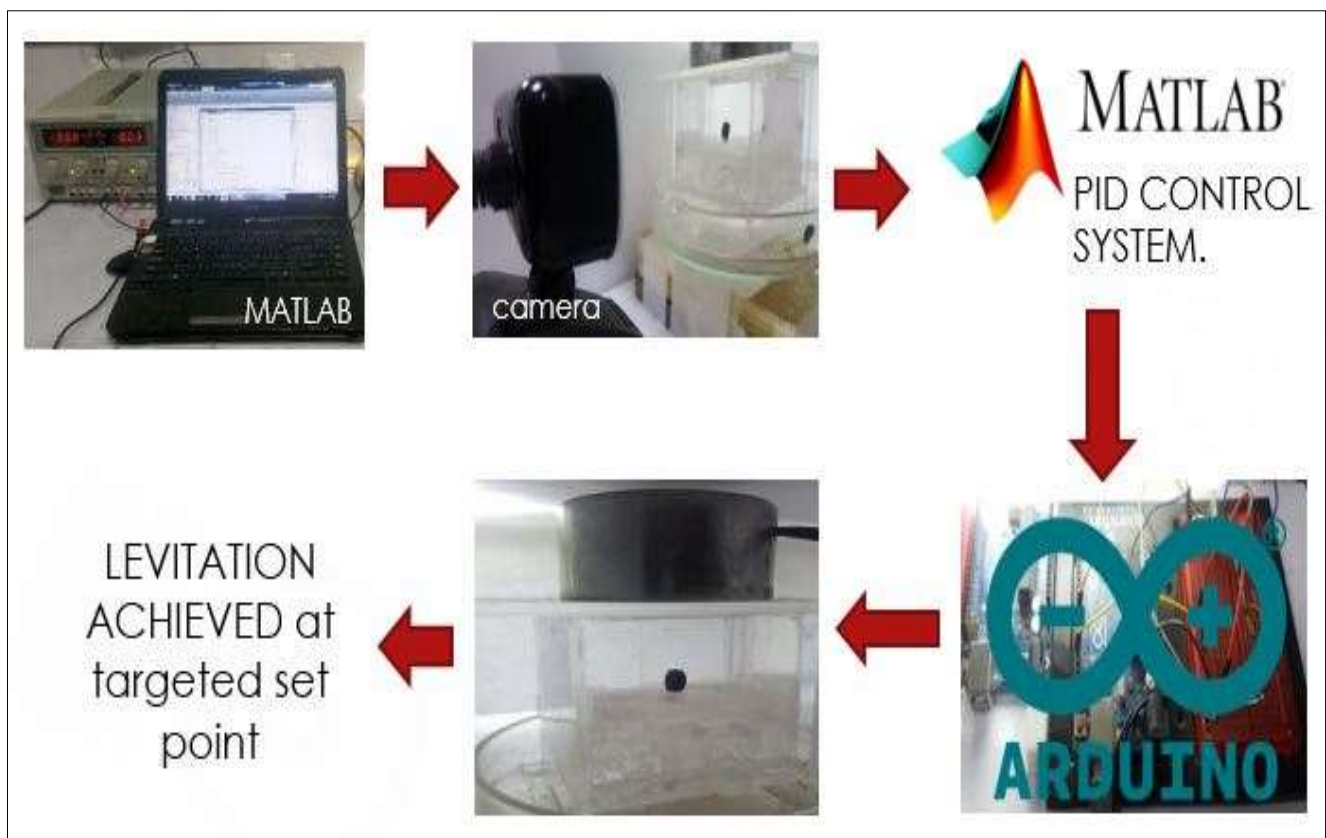 MATLAB
camera
MATLAB
PID CONTROL
SYSTEM.
LEVITATION
ACHIEVED at
targeted set
point
ARDUINO